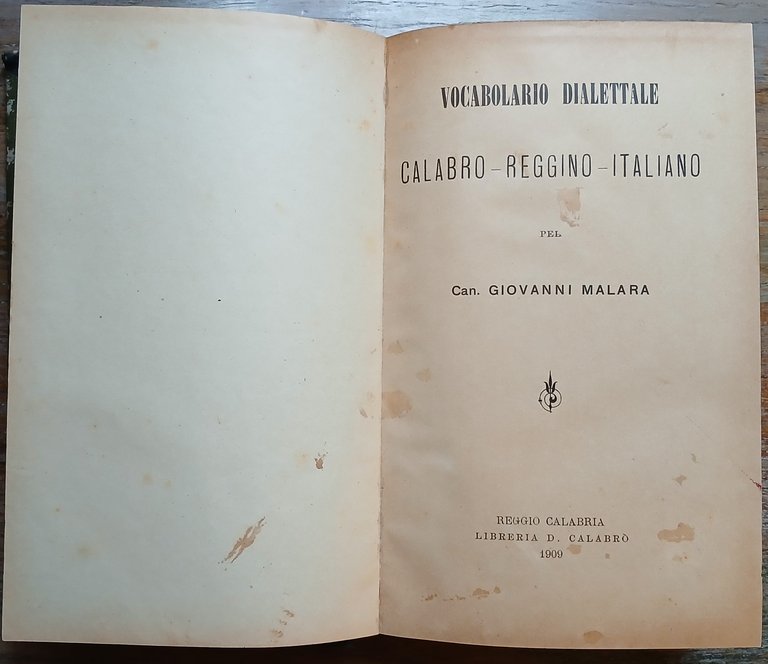 VOCABOLARIO DIALETTALE
CALABRO-REGGINO-ITALIANO
PEL
Can. GIOVANNI MALARA
REGGIO CALABRIA
LIBRERIA D. CALABRÒ
1909